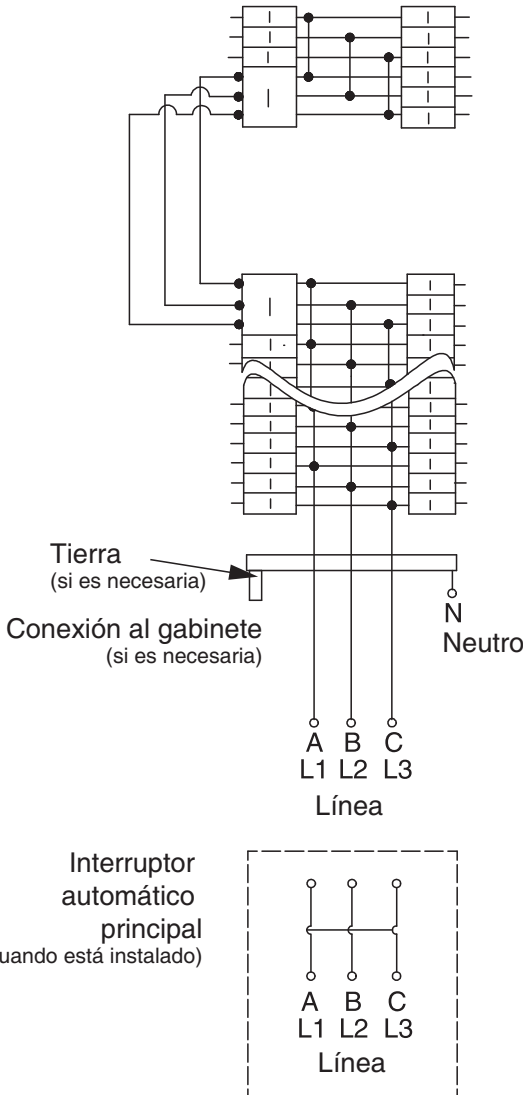 Tierra
(si es necesaria)
Conexión al gabinete
(si es necesaria)
N
Neutro
A B C
L1 L2 L3
Línea
Interruptor
automático
principal
uando está instalado)
A B C
L1 L2 L3
Línea